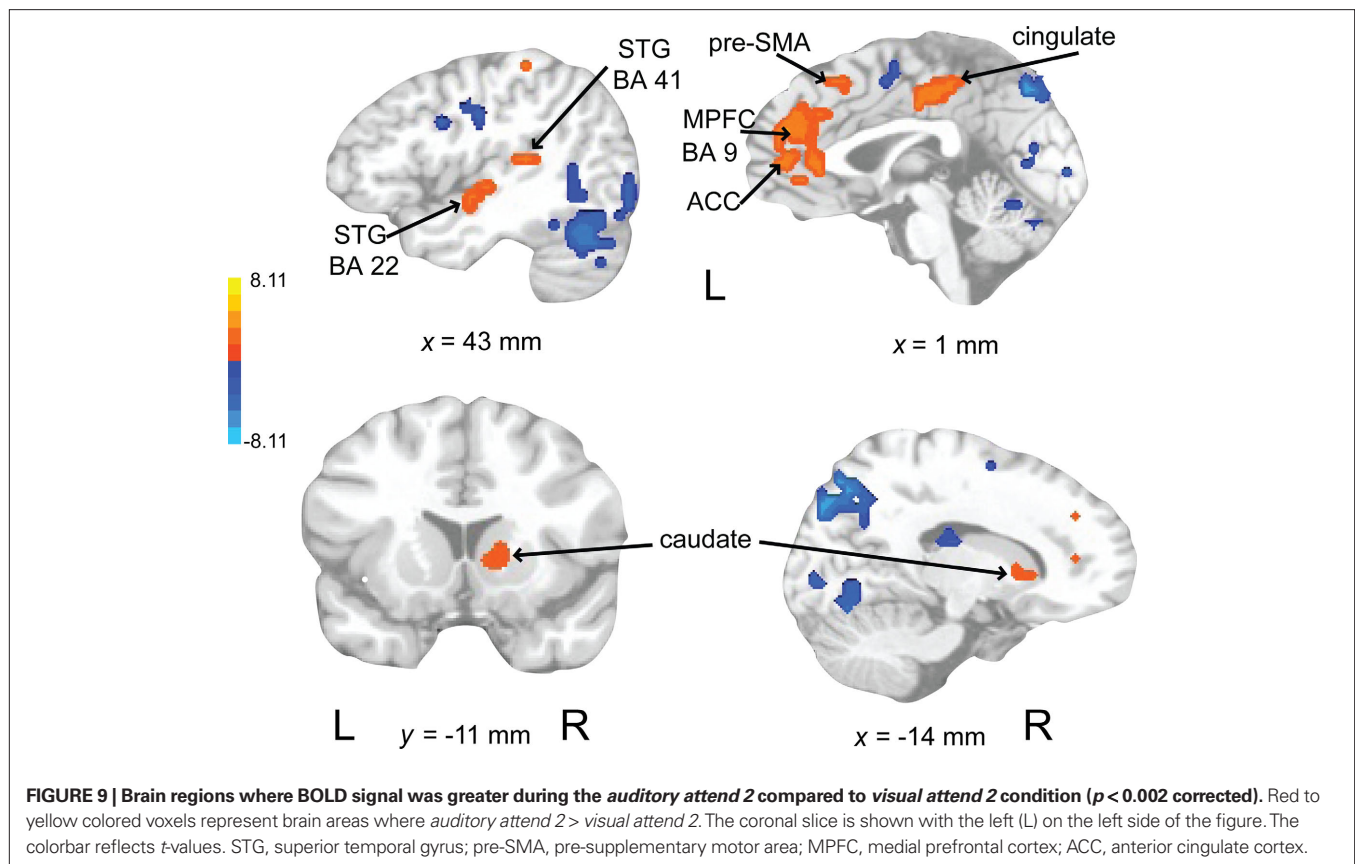 STG
BA 41
STG
BA 22
pre-SMA
cingulate
MPFC
BA 9
ACC
L
8.11
-8.11
x = 43 mm
x = 1 mm
caudate
L
y = -11 mm
R
x = -14 mm
R
FIGURE 9 | Brain regions where BOLD signal was greater during the auditory attend 2 compared to visual attend 2 condition (p < 0.002 corrected). Red to
yellow colored voxels represent brain areas where auditory attend 2 > visual attend 2. The coronal slice is shown with the left (L) on the left side of the figure. The
colorbar reflects t-values. STG, superior temporal gyrus; pre-SMA, pre-supplementary motor area; MPFC, medial prefrontal cortex; ACC, anterior cingulate cortex.